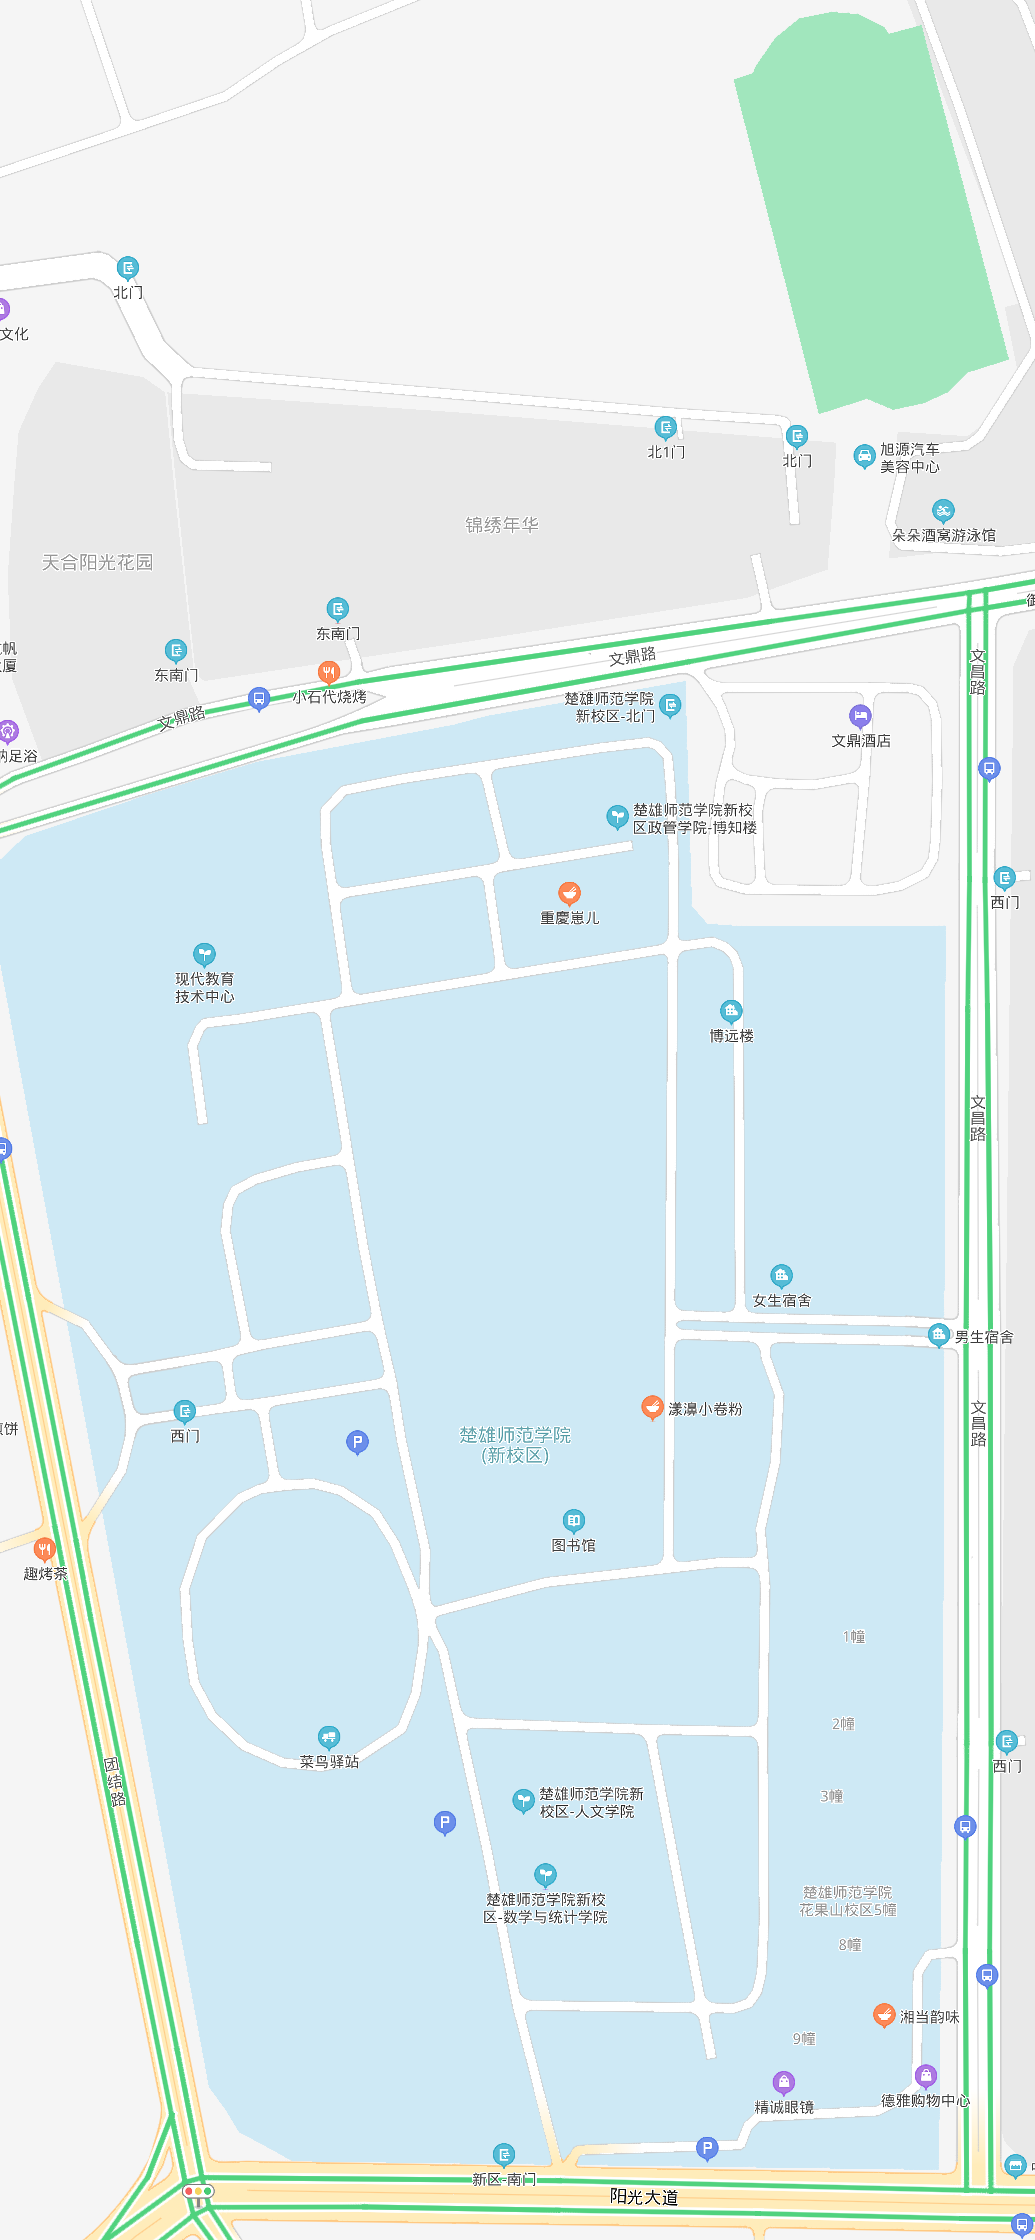 北门
文化
北1门
北门
旭源汽车
美容中心
锦绣年华
朵朵酒窝游泳馆
天合阳光花园
御
东南门
东南门
文鼎路
文昌路
小石代烧烤
文鼎路
楚雄师范学院
新校区-北门
足浴
文鼎酒店
楚雄师范学院新校
区政管学院-博知楼
西门
重慶崽儿
现代教育
技术中心
博远楼
文昌路
女生宿舍
男生宿舍
漾濞小卷粉
文昌路
饼
西门
楚雄师范学院
(新校区)
图书馆
趣烤茶
1幢
2幢
菜鸟驿站
西门
团结路
楚雄师范学院新
校区-人文学院
3幢
楚雄师范学院新校
区-数学与统计学院
楚雄师范学院
花果山校区5幢
8幢
湘当韵味
9幢
精诚眼镜
德雅购物中心
新区-南门
阳光大道